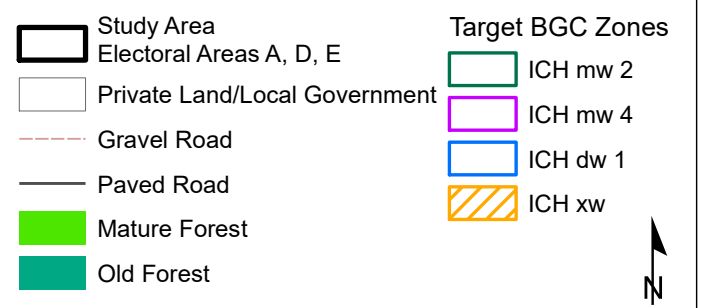 Study Area
Electoral Areas A, D, E
Private Land/Local Government
Gravel Road
Paved Road
Mature Forest
Old Forest
Target BGC Zones
ICH mw 2
ICH mw 4
ICH dw 1
ICH xw
N